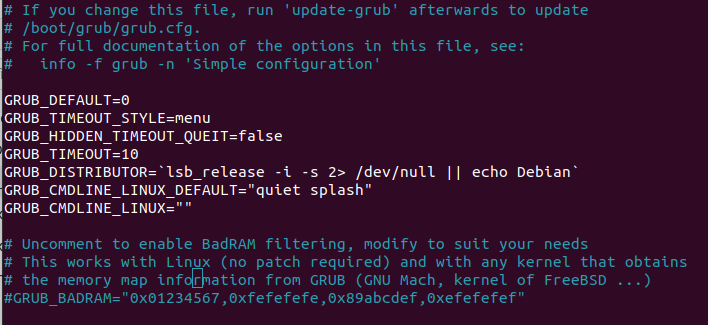 # If you change this file, run 'update-grub' afterwards to update
# /boot/grub/grub.cfg.
# For full documentation of the options in this file, see:
#   info -f grub -n 'Simple configuration'

GRUB_DEFAULT=0
GRUB_TIMEOUT_STYLE=menu
GRUB_HIDDEN_TIMEOUT_QUEIT=false
GRUB_TIMEOUT=10
GRUB_DISTRIBUTOR=`lsb_release -i -s 2> /dev/null || echo Debian`
GRUB_CMDLINE_LINUX_DEFAULT="quiet splash"
GRUB_CMDLINE_LINUX=""

# Uncomment to enable BadRAM filtering, modify to suit your needs
# This works with Linux (no patch required) and with any kernel that obtains
# the memory map information from GRUB (GNU Mach, kernel of FreeBSD ...)
#GRUB_BADRAM="0x01234567,0xfefefefe,0x89abcdef,0xefefefef"